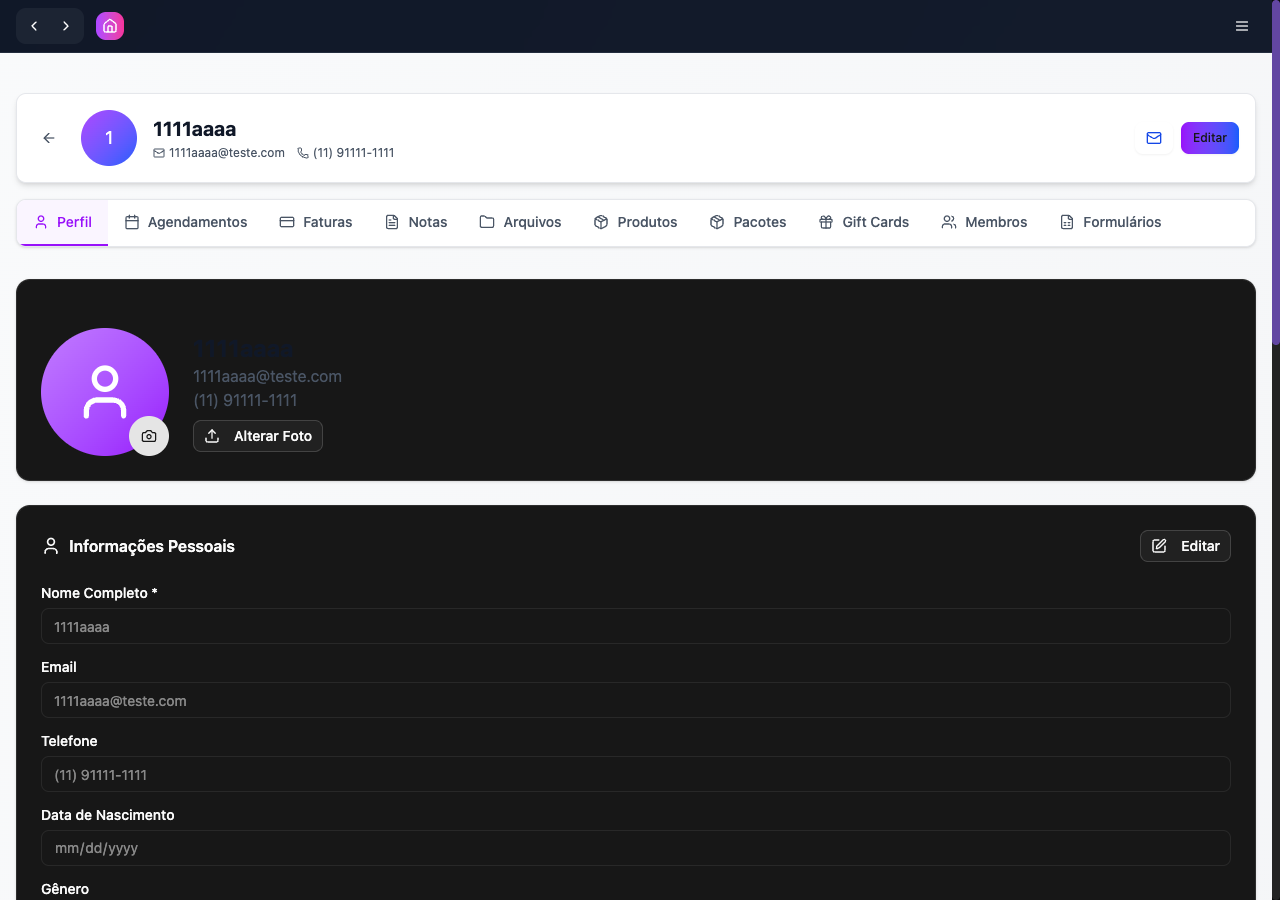 1
1111aaaa
1111aaaa@teste.com (11) 91111-1111
Editar
Perfil Agendamentos Faturas Notas Arquivos Produtos Pacotes Gift Cards Membros Formulários
1111aaaa
1111aaaa@teste.com
(11) 91111-1111
Alterar Foto
Informações Pessoais
Editar
Nome Completo *
1111aaaa
Email
1111aaaa@teste.com
Telefone
(11) 91111-1111
Data de Nascimento
mm/dd/yyyy
Gênero